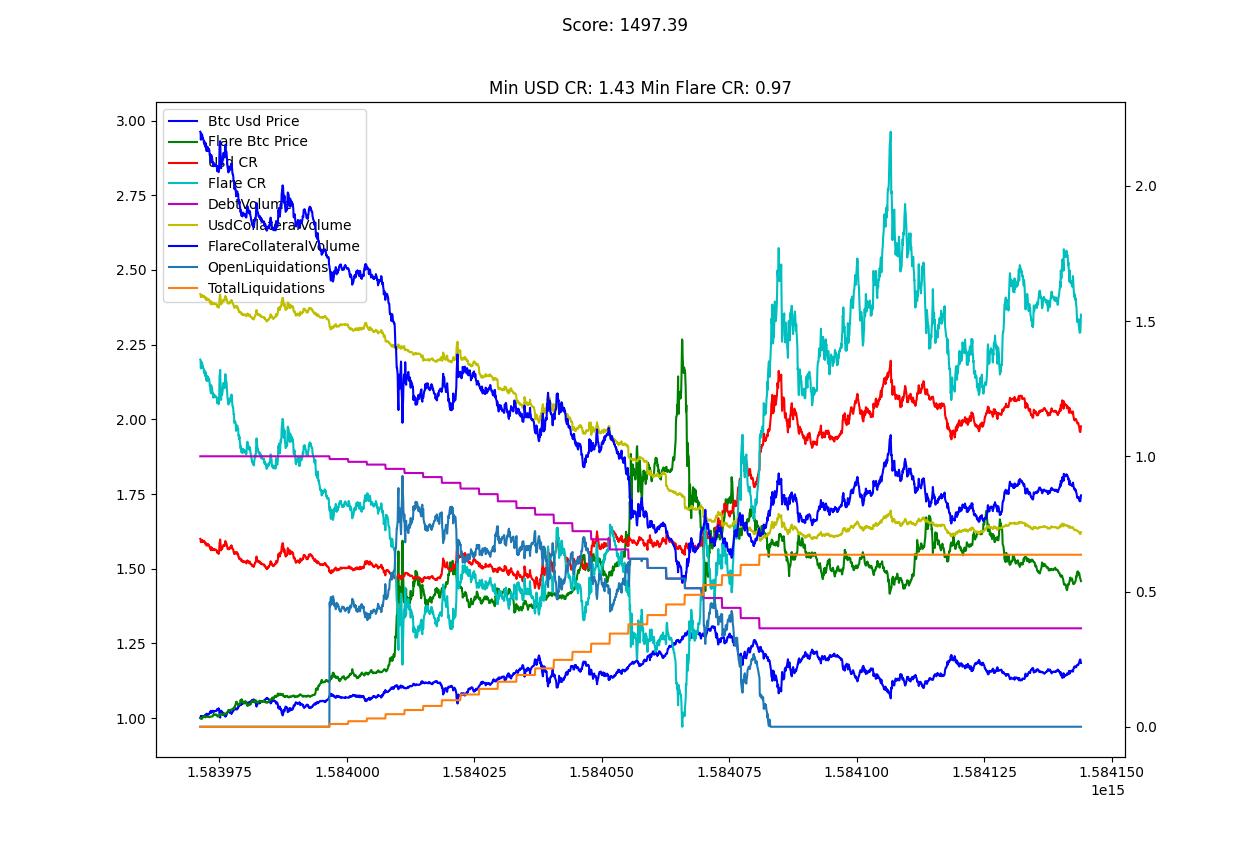 Score: 1497.39
Min USD CR: 1.43 Min Flare CR: 0.97
Btc Usd Price
Flare Btc Price
Usd CR
Flare CR
DebtVolume
UsdCollateralVolume
FlareCollateralVolume
OpenLiquidations
TotalLiquidations
3.00
2.75
2.50
2.25
2.00
1.75
1.50
1.25
1.00
2.0
1.5
1.0
0.5
0.0
1.583975 1.584000 1.584025 1.584050 1.584075 1.584100 1.584125 1.584150
1e15